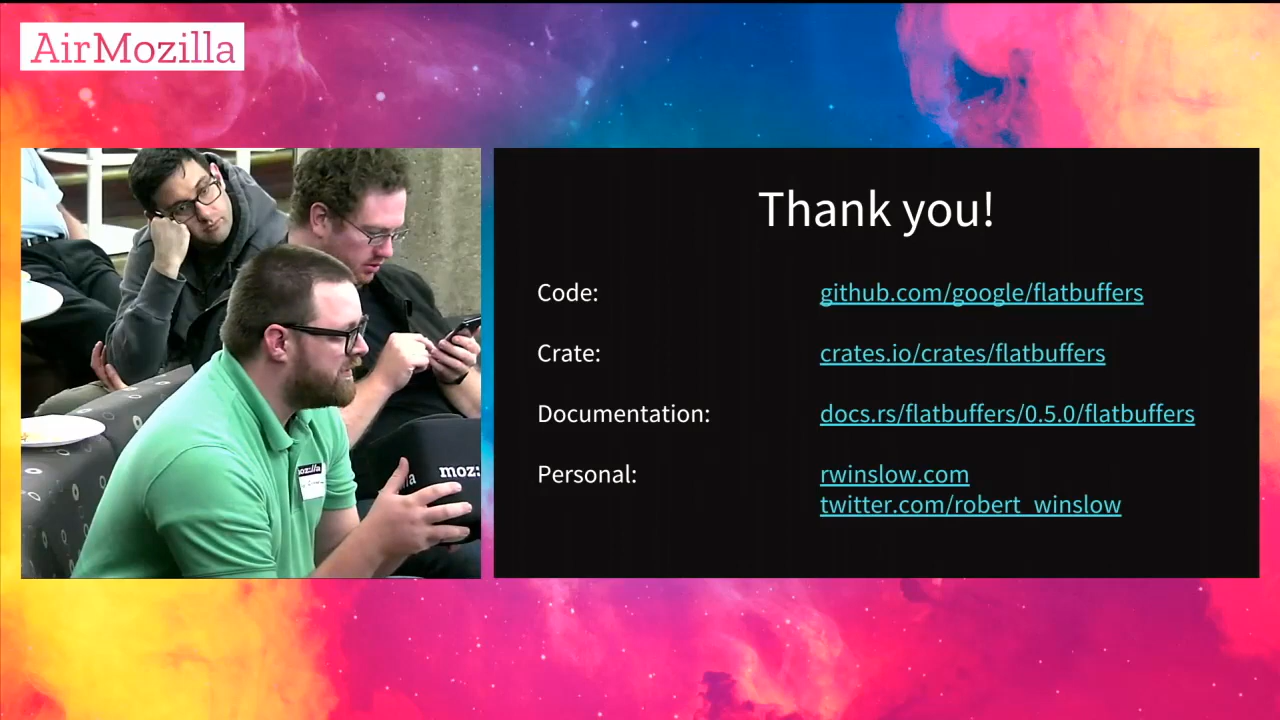 AirMozilla
Thank you!
Code: github.com/google/flatbuffers
Crate: crates.io/crates/flatbuffers
Documentation: docs.rs/flatbuffers/0.5.0/flatbuffers
Personal: rwinslow.com
twitter.com/robert_winslow
moz: